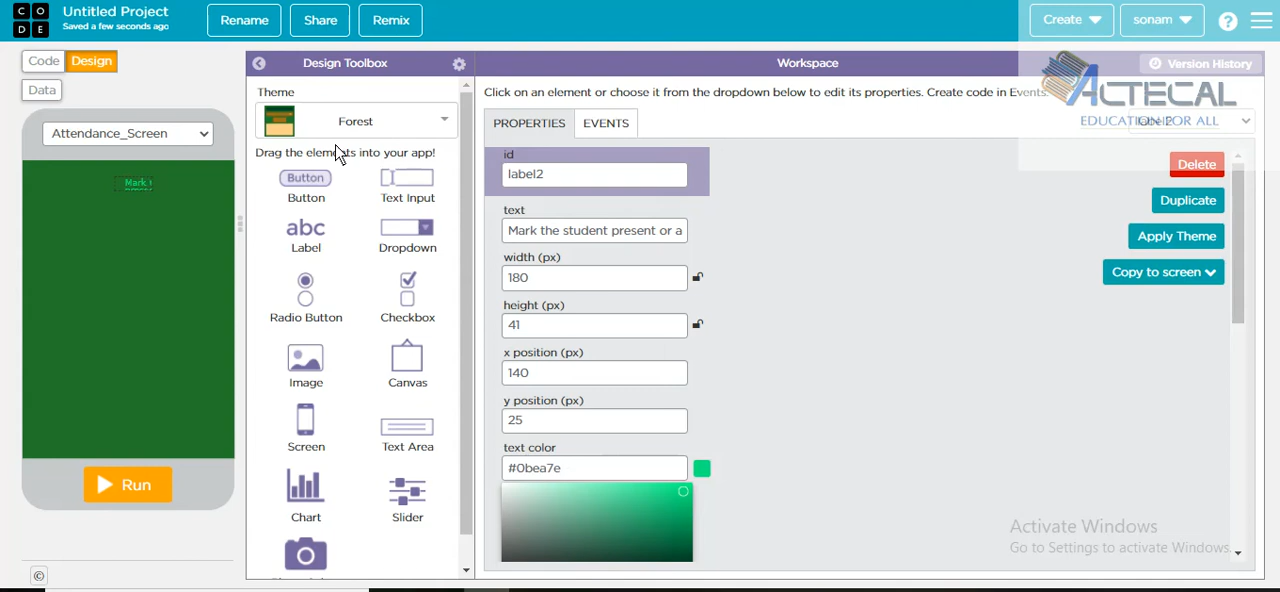 CODE
Untitled Project
Saved a few seconds ago
Rename
Share
Remix
Create
sonam
?
Code
Design
Data
Design Toolbox
Workspace
Version History
Theme
Forest
Drag the elements into your app!
Click on an element or choose it from the dropdown below to edit its properties. Create code in Events.
ACTECAL
EDUCATION FOR ALL
PROPERTIES
EVENTS
Attendance_Screen
Mark t
Run
©
Button
Button
Text Input
abc
Label
Dropdown
Radio Button
Checkbox
Image
Canvas
Screen
Text Area
Chart
Slider
id
label2
text
Mark the student present or a
width (px)
180
height (px)
41
x position (px)
140
y position (px)
25
text color
#0bea7e
Delete
Duplicate
Apply Theme
Copy to screen
Activate Windows
Go to Settings to activate Windows.